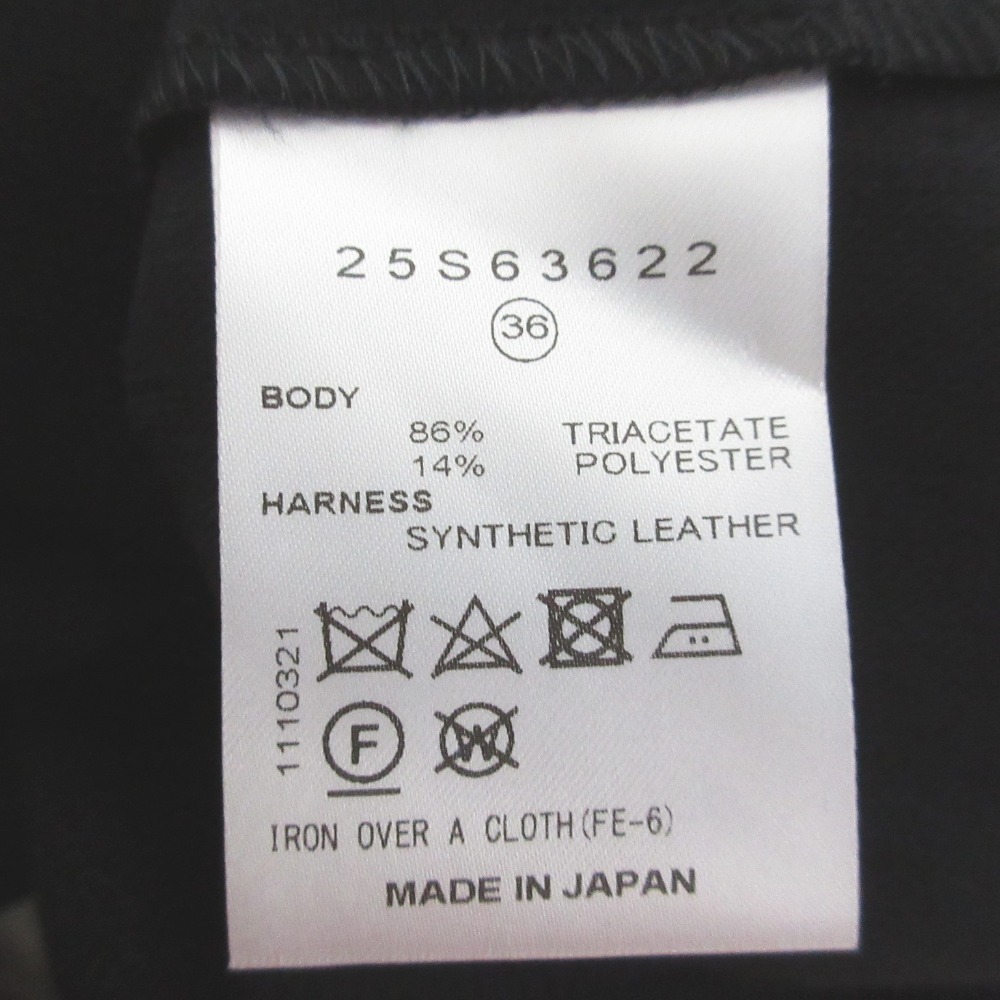 25S63622
36
BODY
86% TRIACETATE
14% POLYESTER
HARNESS
SYNTHETIC LEATHER
1110321
F W
IRON OVER A CLOTH(FE-6)
MADE IN JAPAN